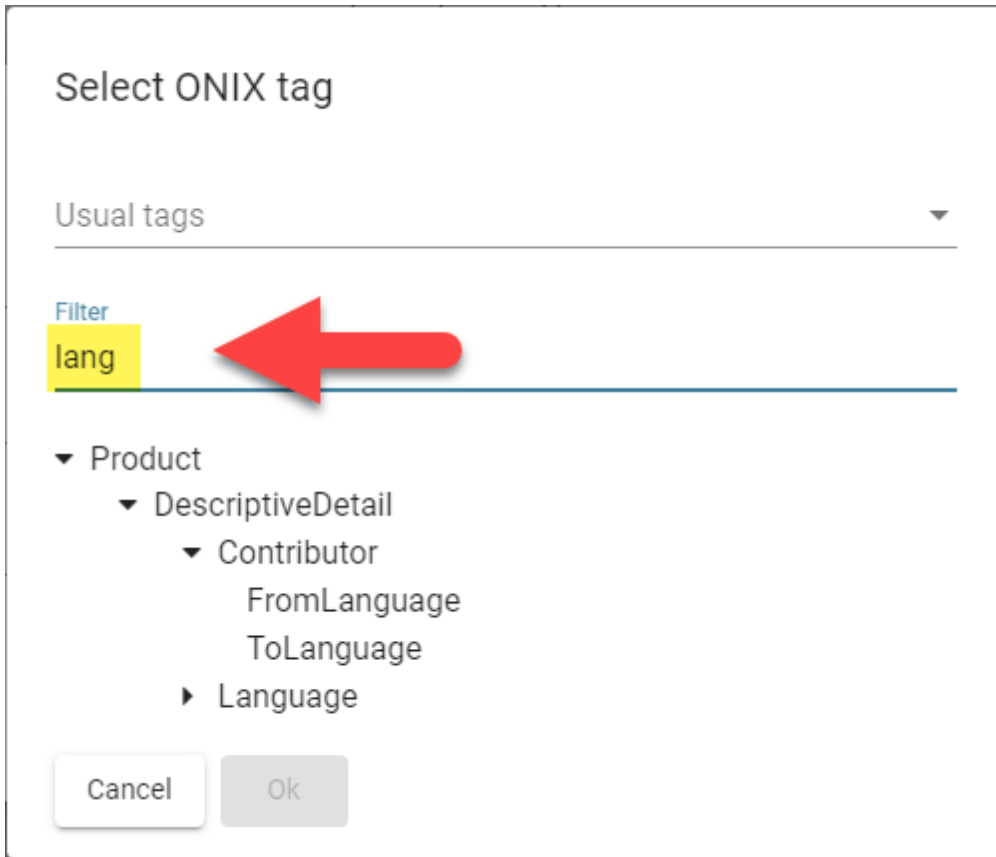 Select ONIX tag
Usual tags
Filter
lang
Product
DescriptiveDetail
Contributor
FromLanguage
ToLanguage
Language
Cancel Ok